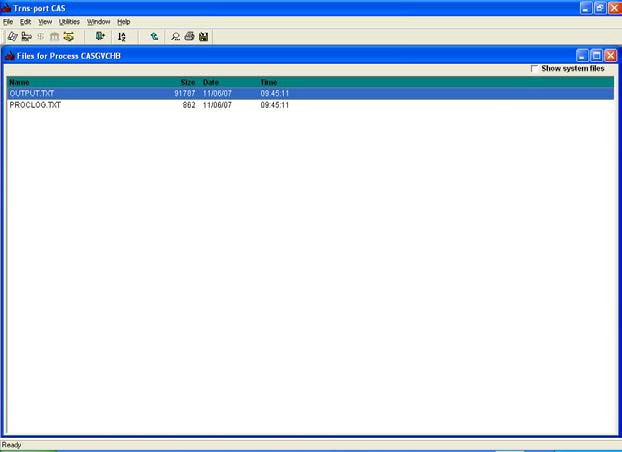 Trns·port CAS
File Edit View Utilities Window Help
Files for Process CASGVCHB
Show system files
Name Size Date Time
OUTPUT.TXT 91787 11/06/07 09:45:11
PROCLOG.TXT 862 11/06/07 09:45:11
Ready